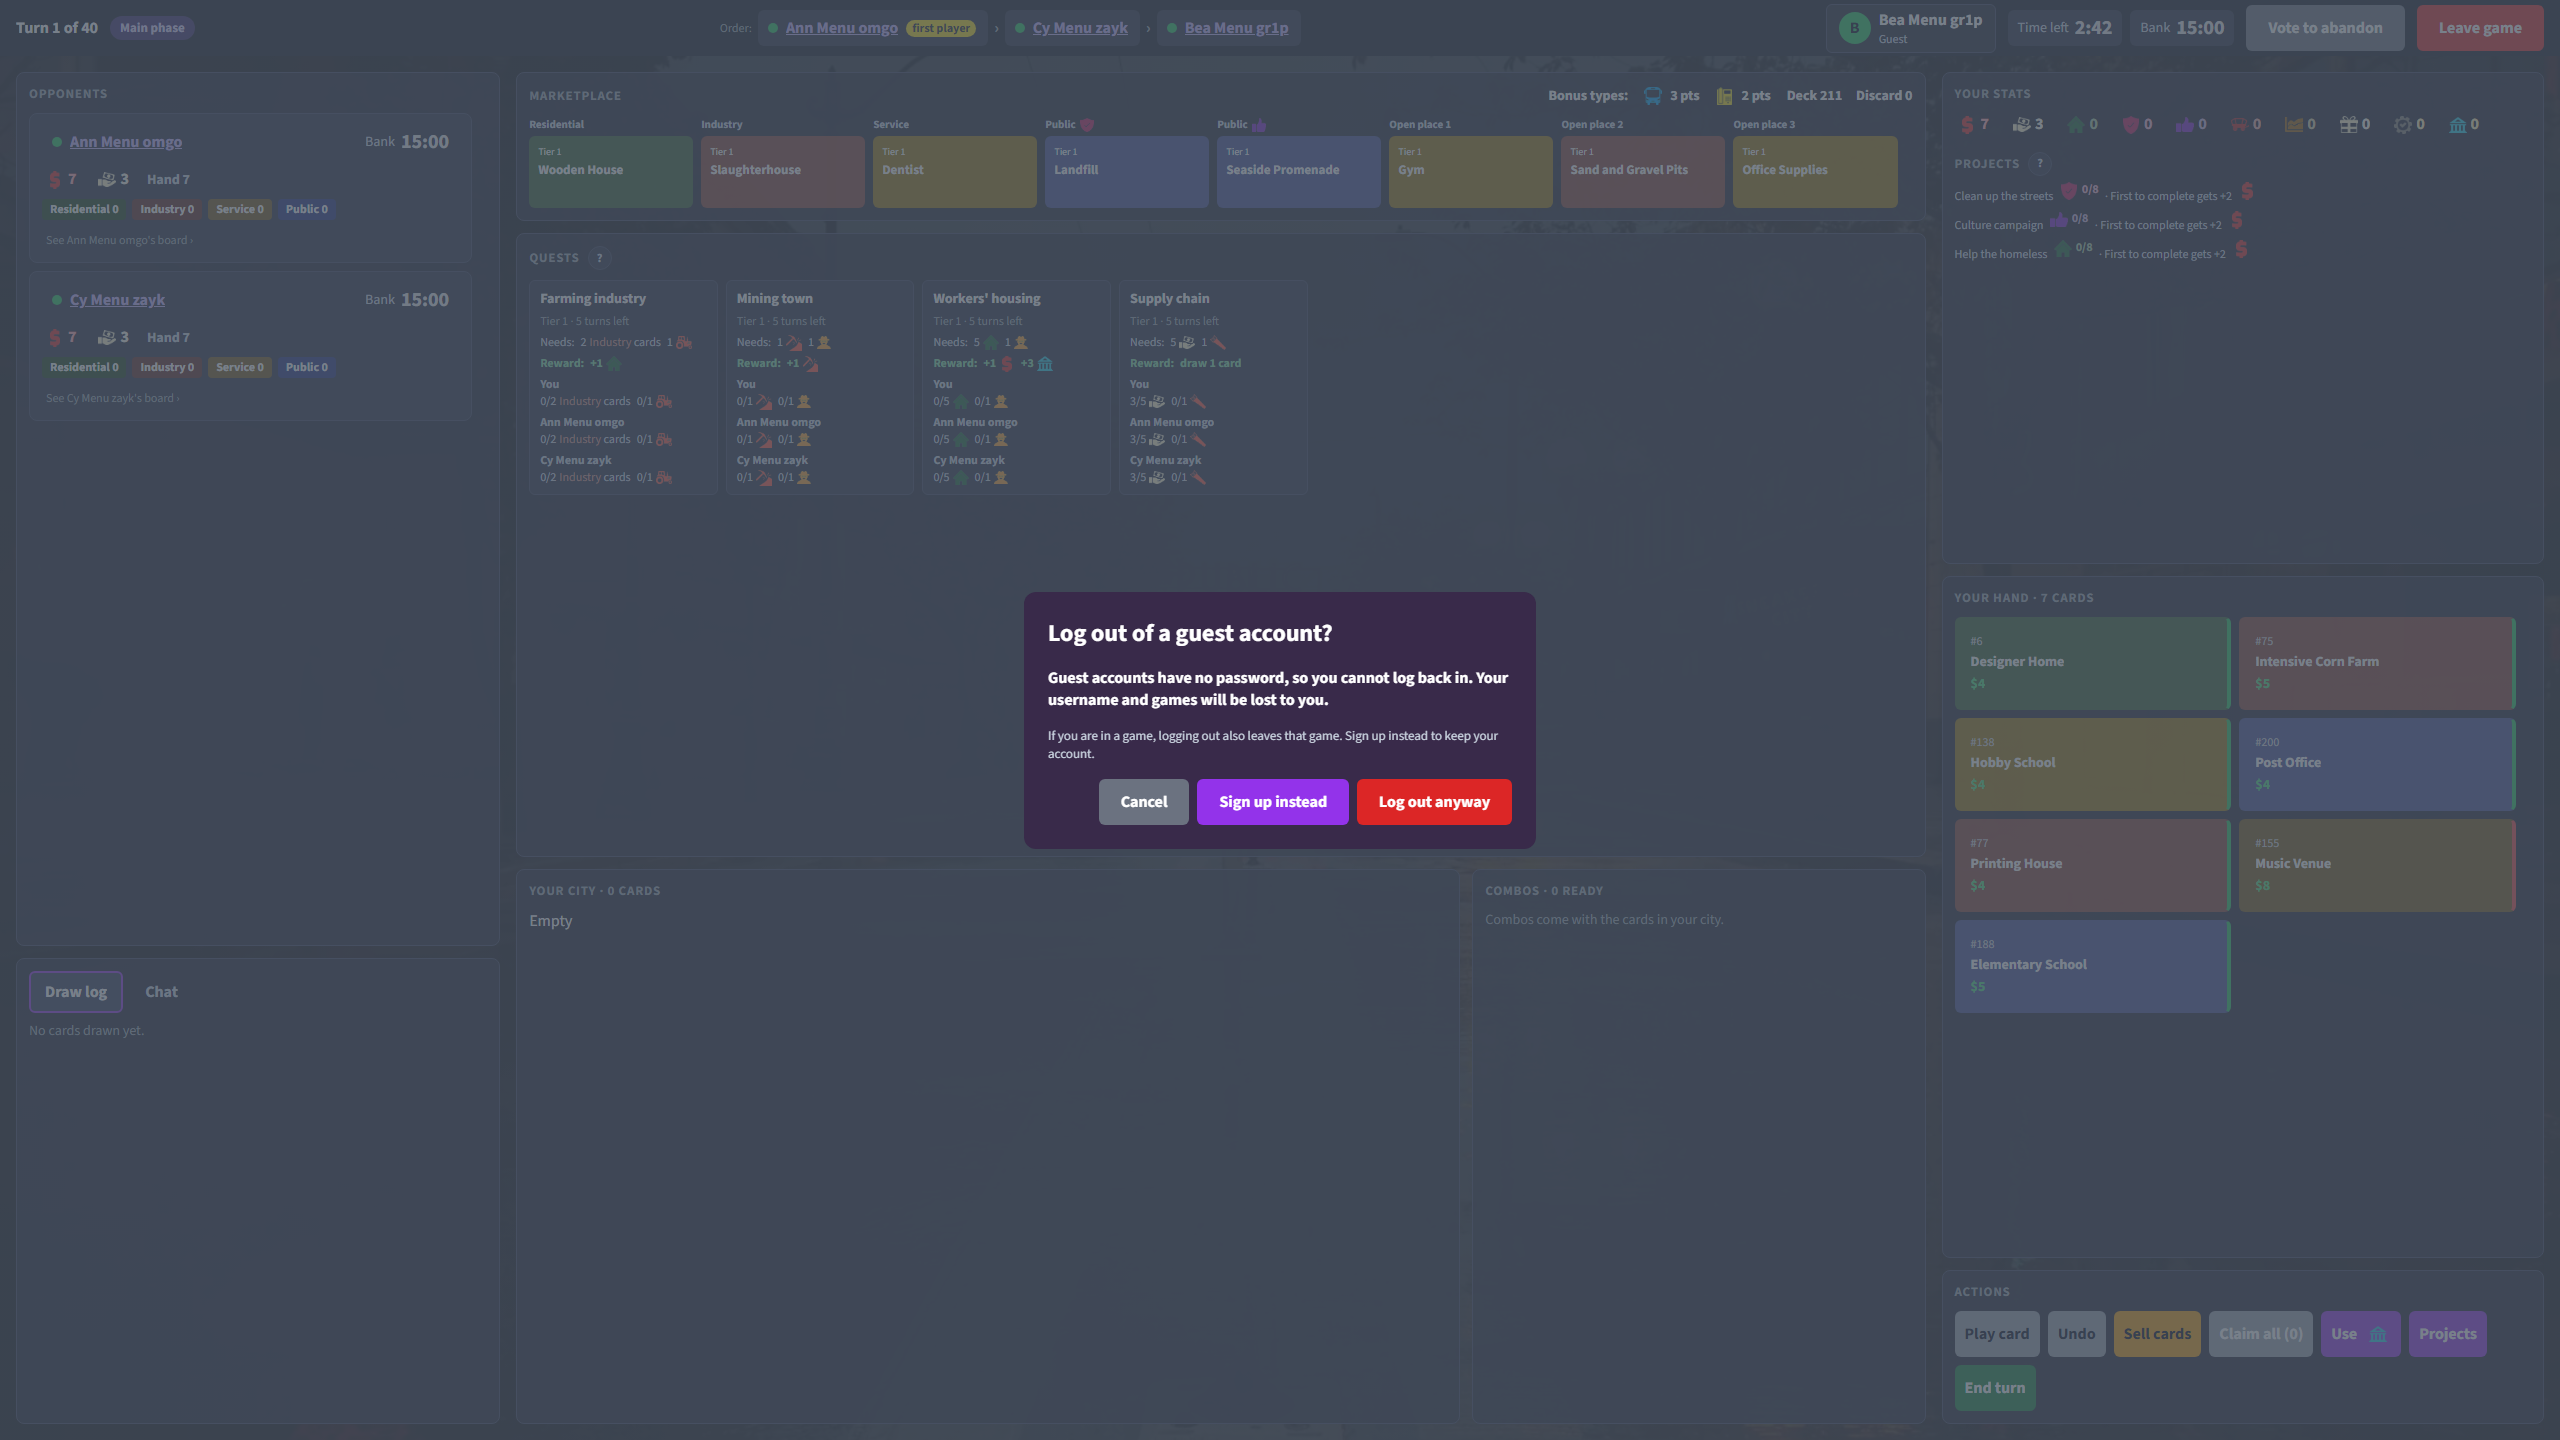 Turn 1 of 40 Main phase
Order: Ann Menu omgo first player › Cy Menu zayk › Bea Menu gr1p
B Bea Menu gr1p
Guest
Time left 2:42 Bank 15:00 Vote to abandon Leave game
OPPONENTS
Ann Menu omgo Bank 15:00
7 3 Hand 7
Residential 0 Industry 0 Service 0 Public 0
See Ann Menu omgo's board ›
Cy Menu zayk Bank 15:00
7 3 Hand 7
Residential 0 Industry 0 Service 0 Public 0
See Cy Menu zayk's board ›
Draw log Chat
No cards drawn yet.
MARKETPLACE
Bonus types: 3 pts 2 pts Deck 211 Discard 0
Residential Industry Service Public Public Open place 1 Open place 2 Open place 3
Tier 1 Tier 1 Tier 1 Tier 1 Tier 1 Tier 1 Tier 1 Tier 1
Wooden House Slaughterhouse Dentist Landfill Seaside Promenade Gym Sand and Gravel Pits Office Supplies
QUESTS ?
Farming industry
Tier 1 · 5 turns left
Needs: 2 Industry cards 1
Reward: +1
You
0/2 Industry cards 0/1
Ann Menu omgo
0/2 Industry cards 0/1
Cy Menu zayk
0/2 Industry cards 0/1
Mining town
Tier 1 · 5 turns left
Needs: 1 1
Reward: +1
You
0/1 0/1
Ann Menu omgo
0/1 0/1
Cy Menu zayk
0/1 0/1
Workers' housing
Tier 1 · 5 turns left
Needs: 5 1
Reward: +1 +3
You
0/5 0/1
Ann Menu omgo
0/5 0/1
Cy Menu zayk
0/5 0/1
Supply chain
Tier 1 · 5 turns left
Needs: 5 1
Reward: draw 1 card
You
3/5 0/1
Ann Menu omgo
3/5 0/1
Cy Menu zayk
3/5 0/1
Log out of a guest account?
Guest accounts have no password, so you cannot log back in. Your
username and games will be lost to you.
If you are in a game, logging out also leaves that game. Sign up instead to keep your
account.
Cancel Sign up instead Log out anyway
YOUR CITY · 0 CARDS
Empty
COMBOS · 0 READY
Combos come with the cards in your city.
YOUR STATS
$ 7 3 0 0 0 0 0 0 0 0
PROJECTS ?
Clean up the streets 0/8 · First to complete gets +2 $
Culture campaign 0/8 · First to complete gets +2 $
Help the homeless 0/8 · First to complete gets +2 $
YOUR HAND · 7 CARDS
#6
Designer Home
$4
#75
Intensive Corn Farm
$5
#138
Hobby School
$4
#200
Post Office
$4
#77
Printing House
$4
#155
Music Venue
$8
#188
Elementary School
$5
ACTIONS
Play card Undo Sell cards Claim all (0) Use Projects
End turn